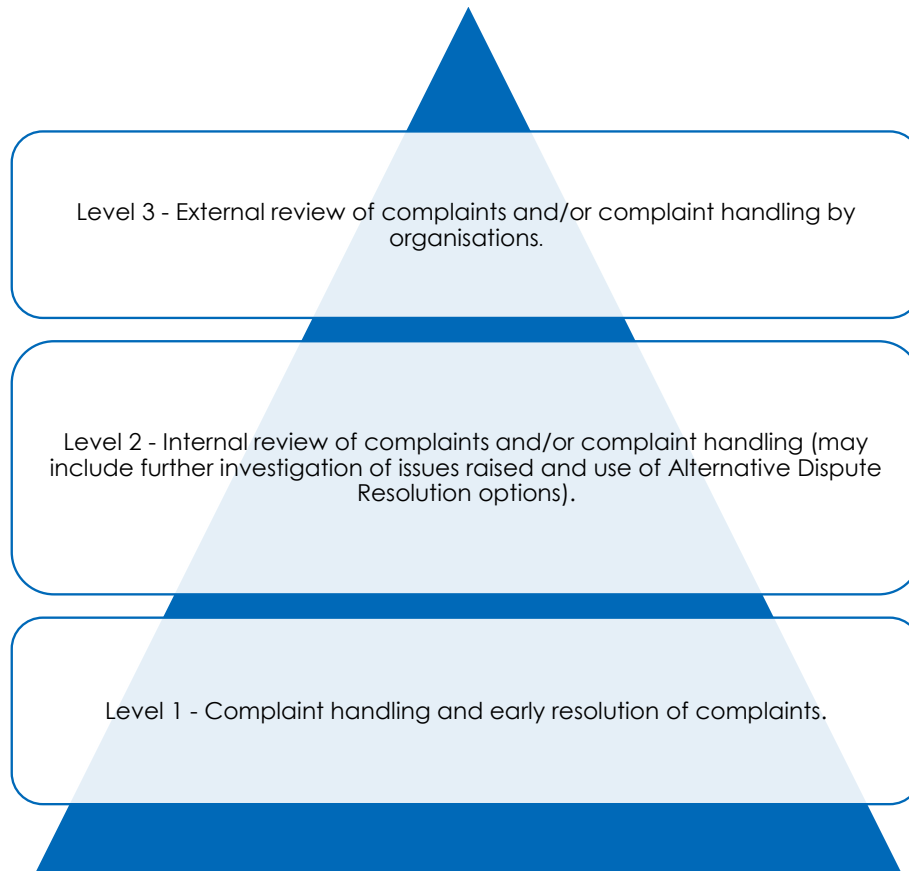 Level 3 - External review of complaints and/or complaint handling by
organisations.
Level 2 - Internal review of complaints and/or complaint handling (may
include further investigation of issues raised and use of Alternative Dispute
Resolution options).
Level 1 - Complaint handling and early resolution of complaints.